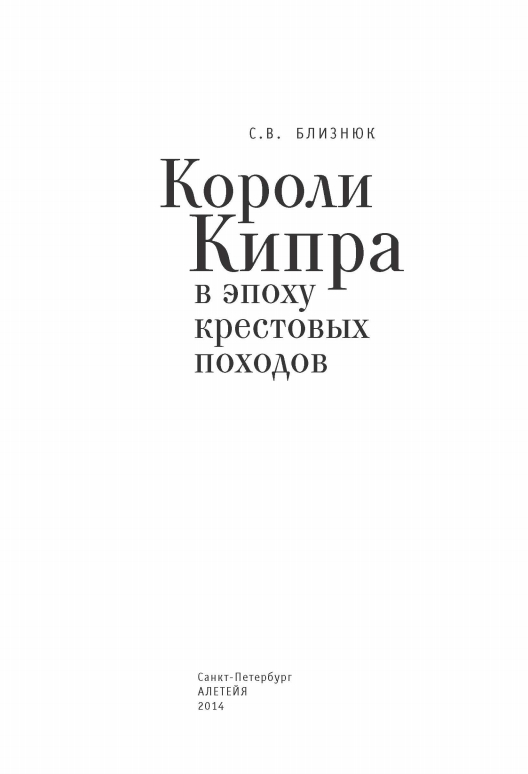 С.В. БЛИЗНЮК
Короли
Кипра
в эпоху
крестовых
походов
Санкт-Петербург
АЛЕТЕЙЯ
2014